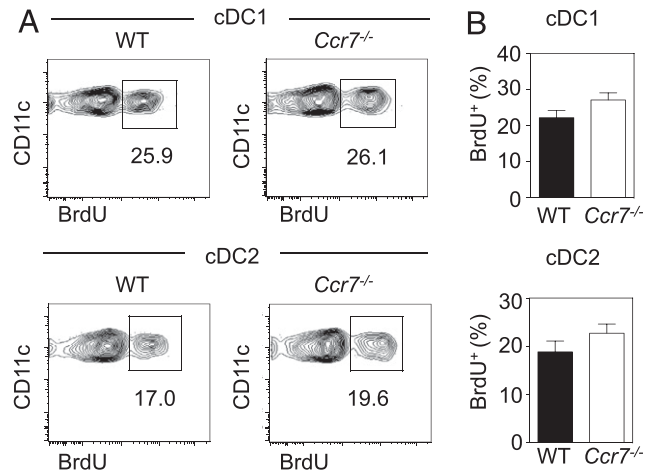 A
cDC1
WT
Ccr7-/-
CD11c
25.9
BrdU
CD11c
26.1
BrdU
cDC2
WT
Ccr7-/-
CD11c
17.0
BrdU
CD11c
19.6
BrdU
B
cDC1
BrdU+ (%)
40
30
20
10
0
WT Ccr7-/-
cDC2
BrdU+ (%)
30
20
10
0
WT Ccr7-/-